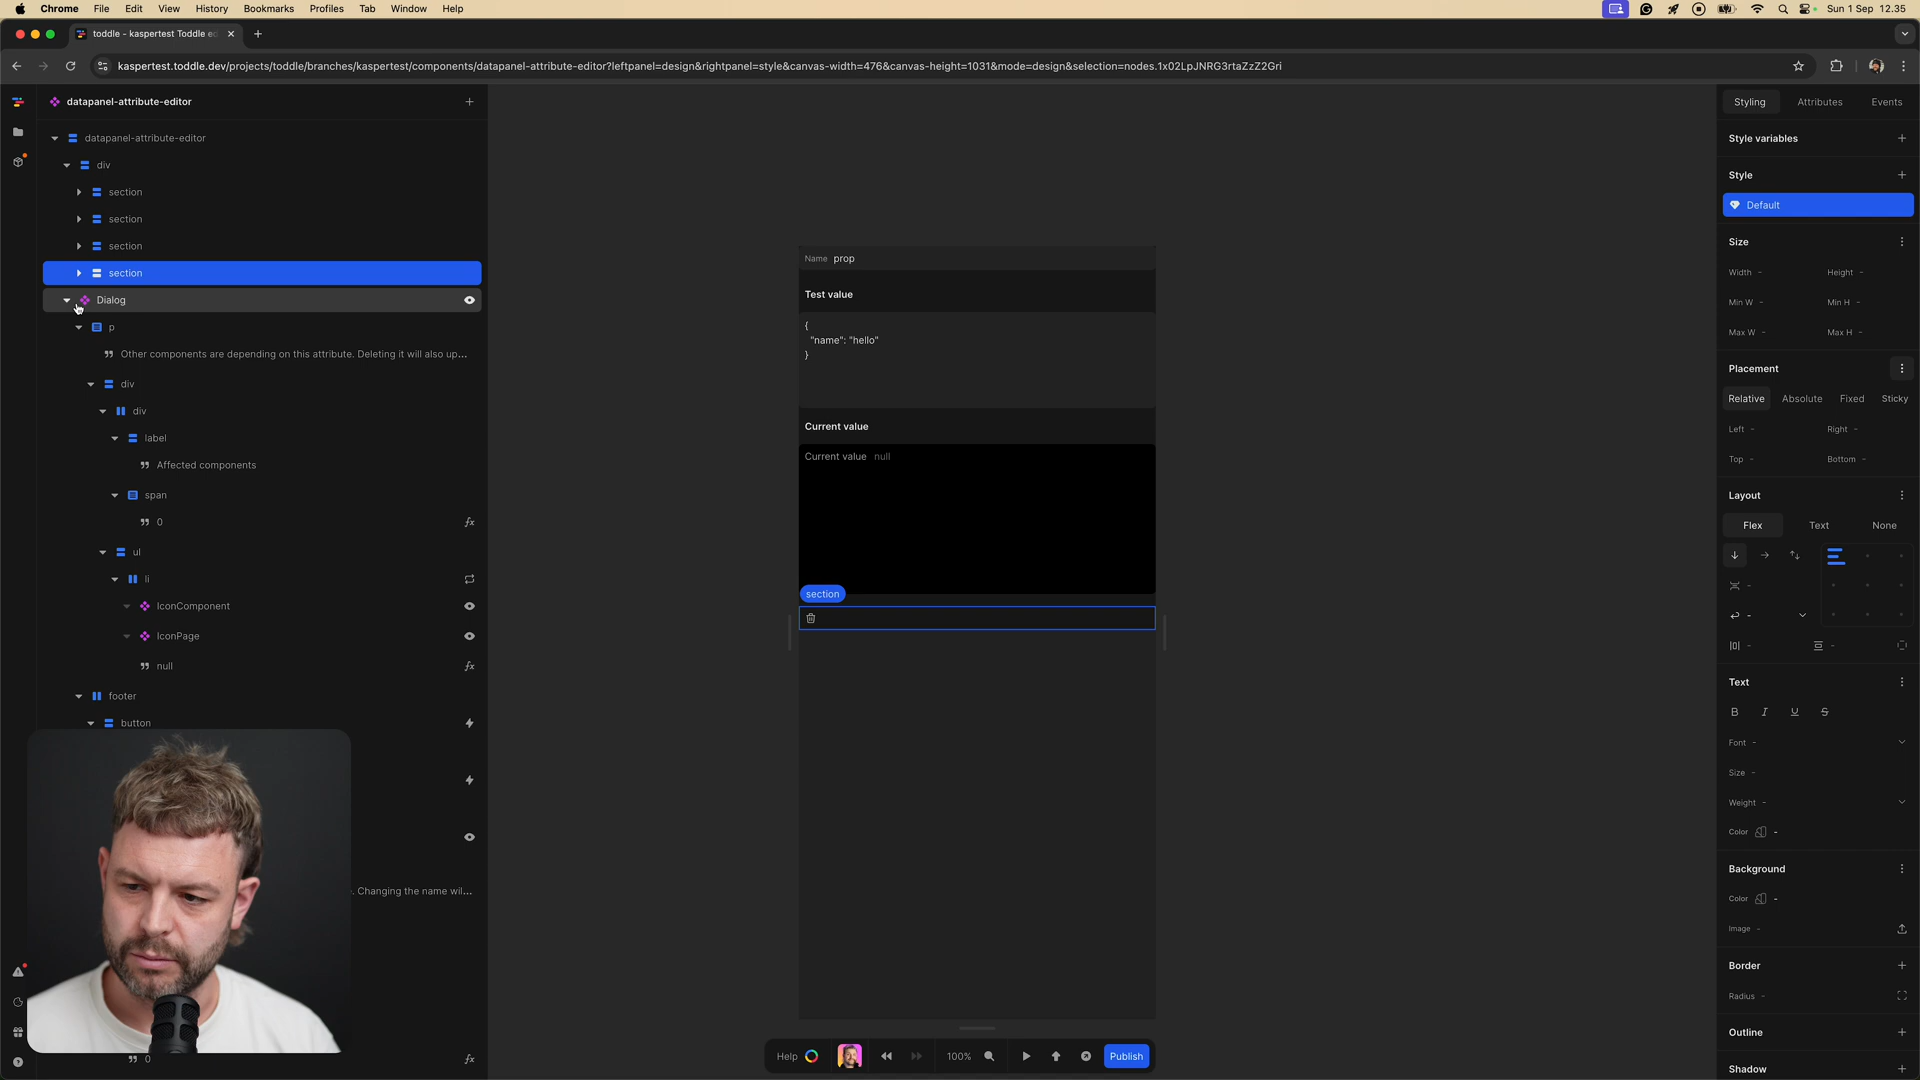 Chrome File Edit View History Bookmarks Profiles Tab Window Help
Sun 1 Sep 12.35
toddle - kaspertest Toddle ed
kaspertest.toddle.dev/projects/toddle/branches/kaspertest/components/datapanel-attribute-editor?leftpanel=design&rightpanel=style&canvas-width=476&canvas-height=1031&mode=design&selection=nodes.1x02LpJNRG3rtaZzZ2Gri
datapanel-attribute-editor
datapanel-attribute-editor
div
section
section
section
section
Dialog
p
Other components are depending on this attribute. Deleting it will also up...
div
div
label
Affected components
span
0 fx
ul
li
IconComponent
IconPage
null fx
footer
button
. Changing the name wil...
0 fx
Name prop
Test value
{
"name": "hello"
}
Current value
Current value null
section
Help
100%
Publish
Styling Attributes Events
Style variables
Style
Default
Size
Width - Height -
Min W - Min H -
Max W - Max H -
Placement
Relative Absolute Fixed Sticky
Left - Right -
Top - Bottom -
Layout
Flex Text None
Text
B I U S
Font -
Size -
Weight -
Color -
Background
Color -
Image -
Border
Radius -
Outline
Shadow